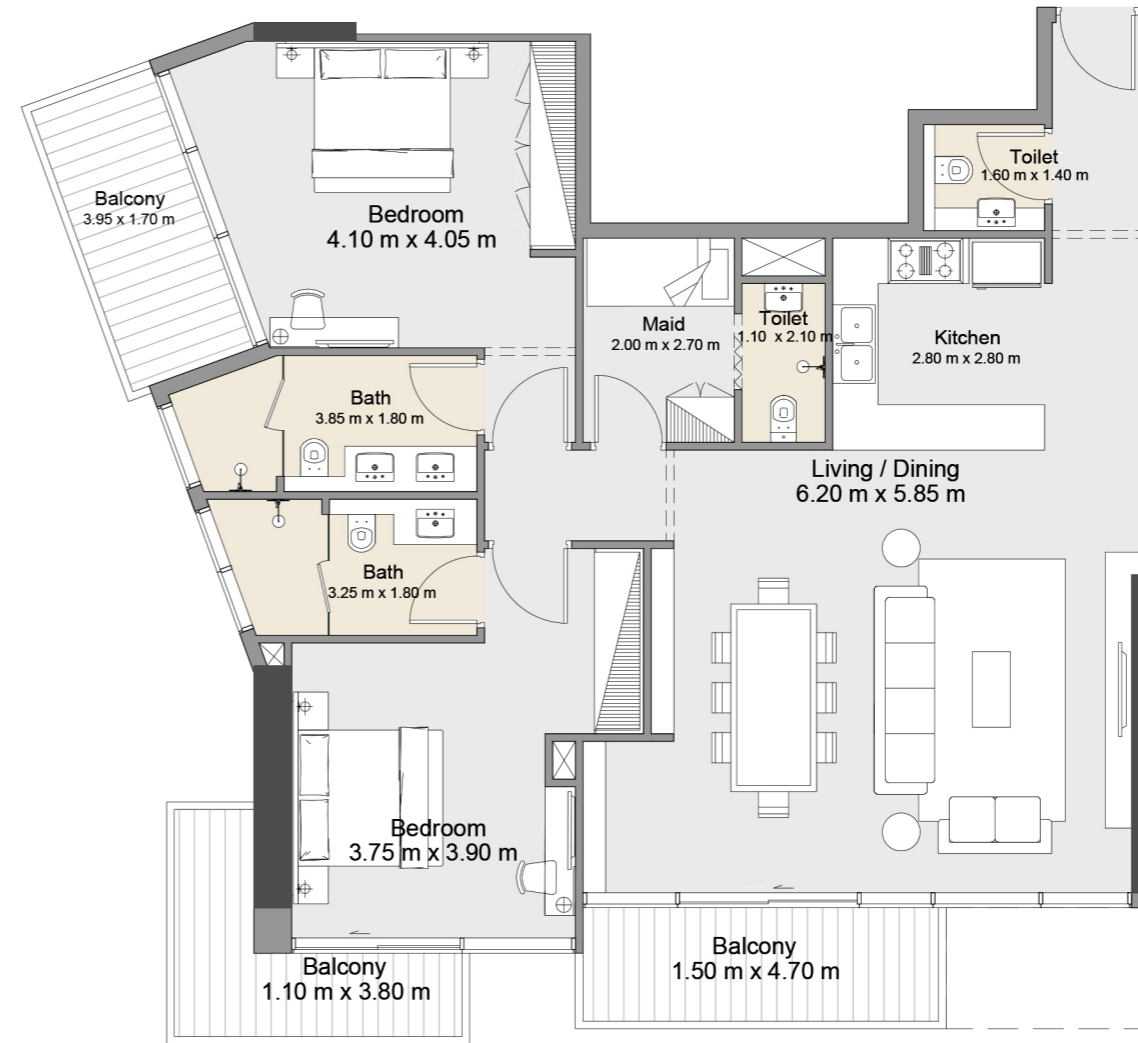 Toilet
1.60 m x 1.40 m
Balcony
3.95 x 1.70 m
Bedroom
4.10 m x 4.05 m
Maid
2.00 m x 2.70 m
Toilet
1.10 x 2.10 m
Kitchen
2.80 m x 2.80 m
Bath
3.85 m x 1.80 m
Living / Dining
6.20 m x 5.85 m
Bath
3.25 m x 1.80 m
Bedroom
3.75 m x 3.90 m
Balcony
1.10 m x 3.80 m
Balcony
1.50 m x 4.70 m